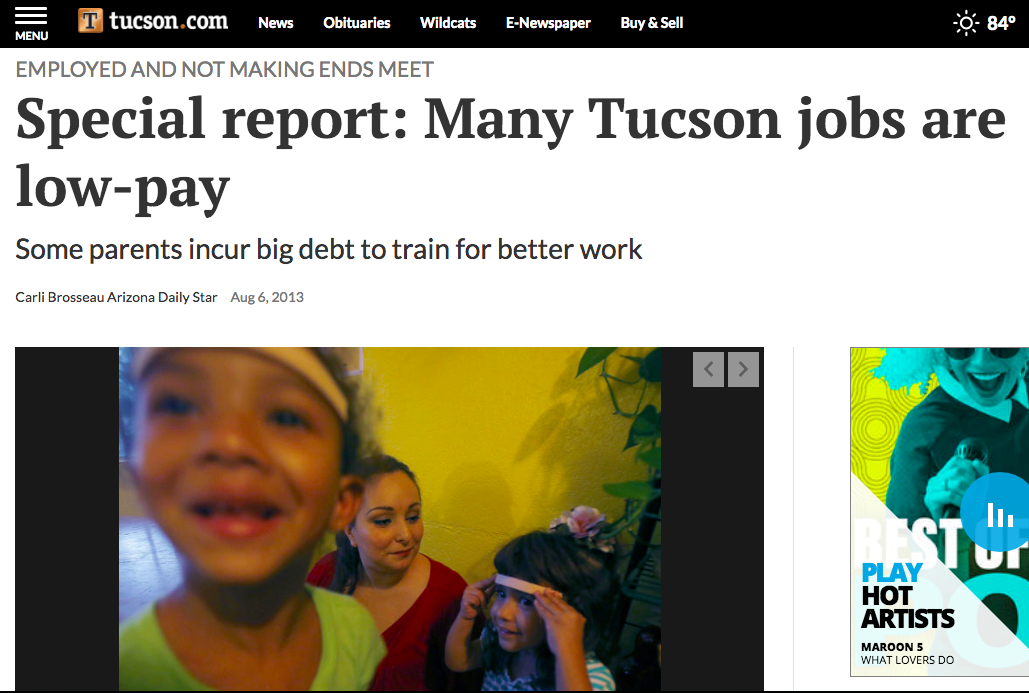 T tucson.com News Obituaries Wildcats E-Newspaper Buy & Sell 84°
MENU
EMPLOYED AND NOT MAKING ENDS MEET
Special report: Many Tucson jobs are
low-pay
Some parents incur big debt to train for better work
Carli Brosseau Arizona Daily Star Aug 6, 2013
BEST OF
PLAY
HOT
ARTISTS
MAROON 5
WHAT LOVERS DO